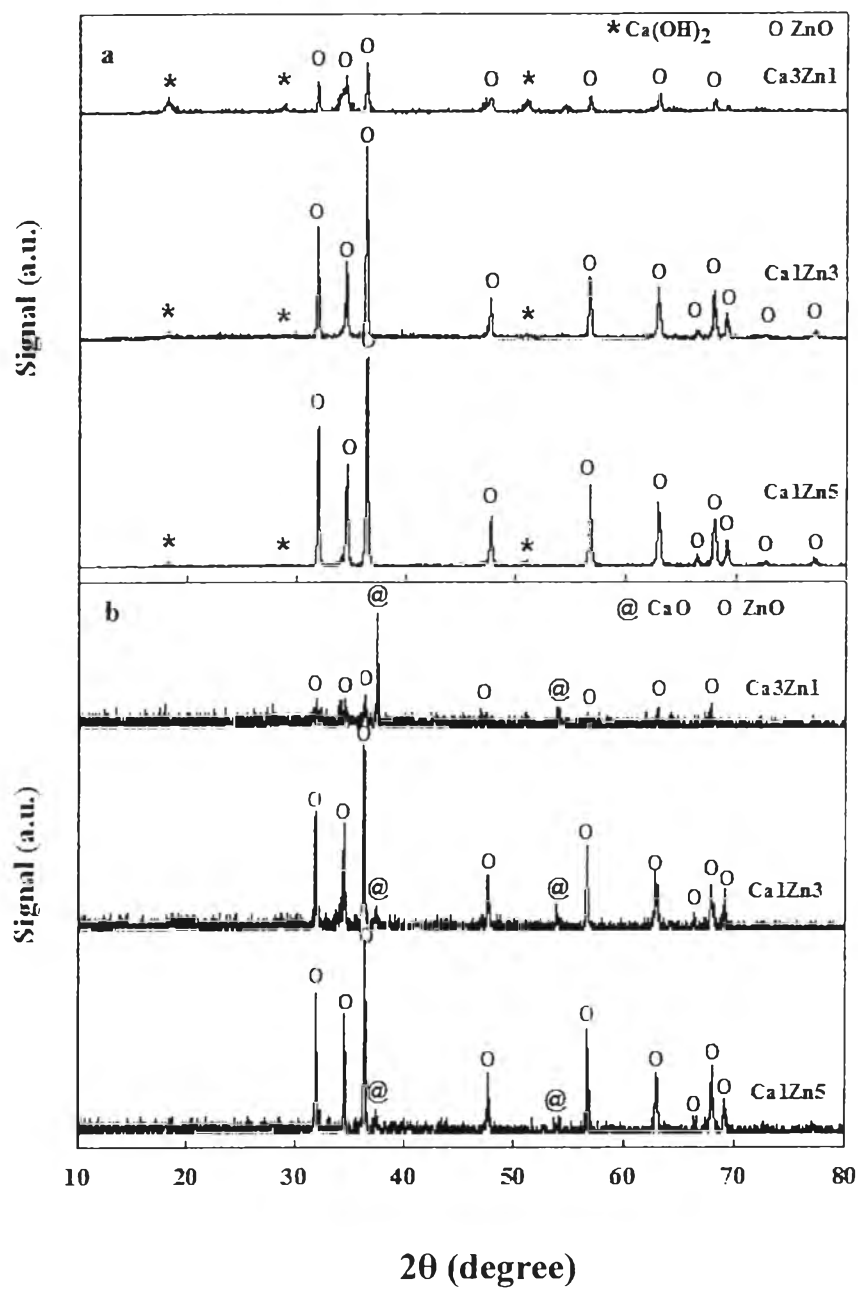 a
* Ca(OH)2 O ZnO
* * O O O O * O O O
Ca3Zn1
O
O O O O O O
Ca1Zn3
* * * O O O O
O
O O O O O O
Ca1Zn5
* * * O O O O
Signal (a.u.)
b
@ @ CaO O ZnO
O O O O @ O O O
Ca3Zn1
O
O O O O O O
Ca1Zn3
@ @ O O
O
O O O O O O
Ca1Zn5
@ @ O O
Signal (a.u.)
10 20 30 40 50 60 70 80
2θ (degree)